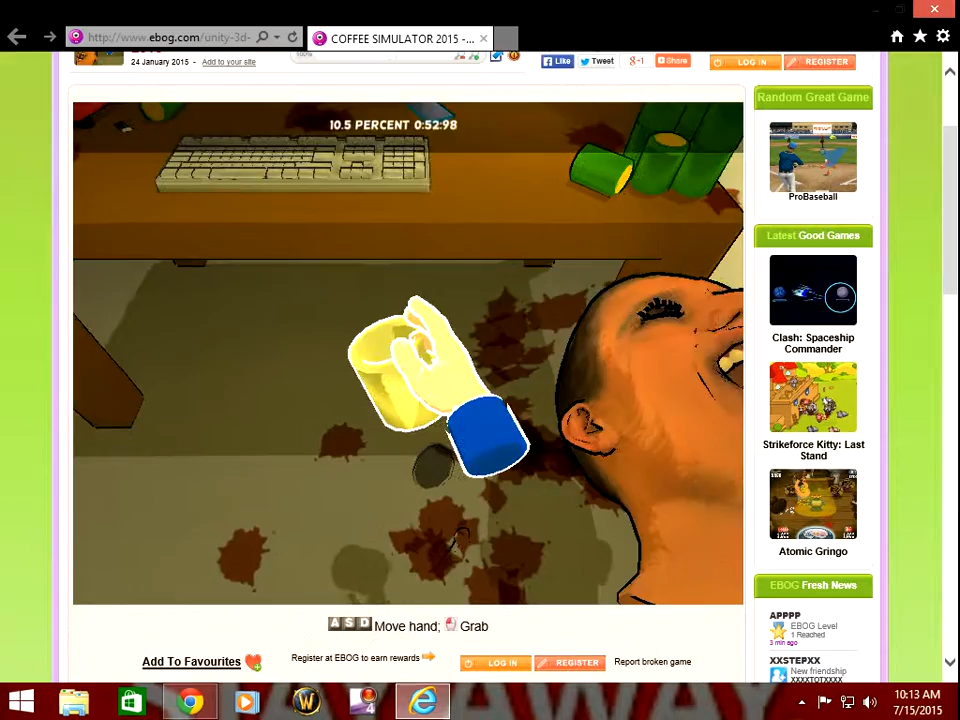 http://www.ebog.com/unity-3d-
COFFEE SIMULATOR 2015 -...
24 January 2015 - Add to your site
100%
Like
Tweet
+1
Share
LOG IN
REGISTER
Random Great Game
10.5 PERCENT 0:52:98
ProBaseball
Latest Good Games
Clash: Spaceship
Commander
Strikeforce Kitty: Last
Stand
Atomic Gringo
EBOG Fresh News
APPPP
EBOG Level
1 Reached
3 min ago
XXSTEPXX
New friendship
XXXXTOTXXXX
A S D Move hand; Grab
Add To Favourites
Register at EBOG to earn rewards
LOG IN
REGISTER
Report broken game
10:13 AM
7/15/2015